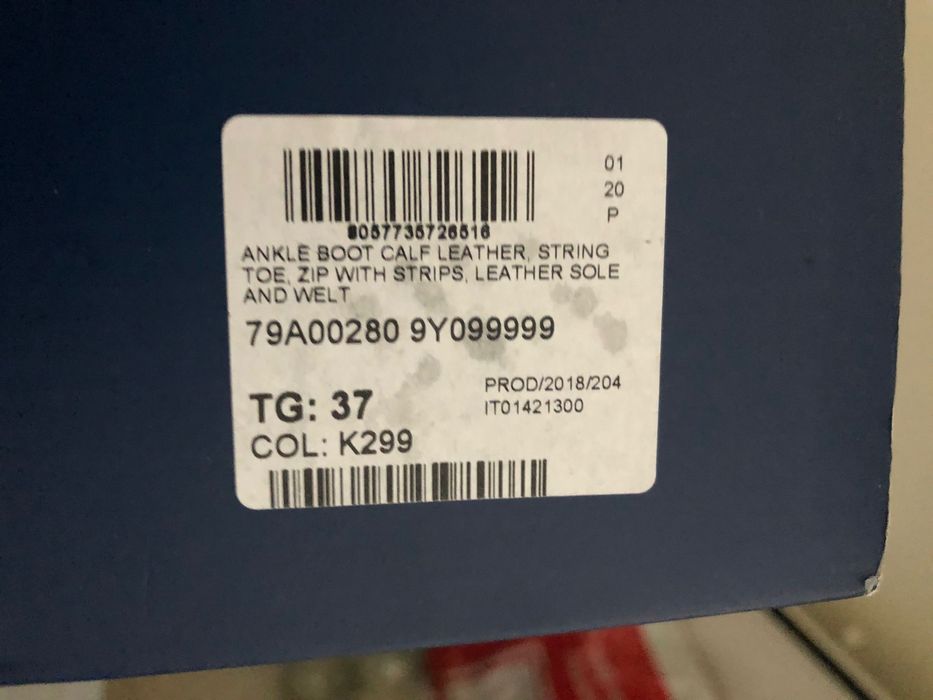 01
20
P
8057735726516
ANKLE BOOT CALF LEATHER, STRING
TOE, ZIP WITH STRIPS, LEATHER SOLE
AND WELT
79A00280 9Y099999
PROD/2018/204
IT01421300
TG: 37
COL: K299